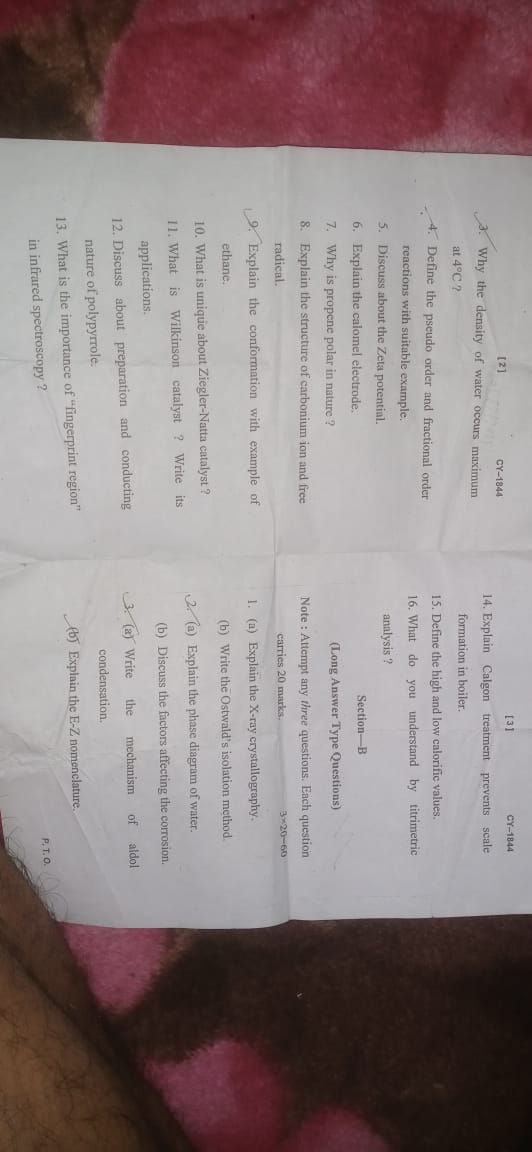 [2]
CY–1844
3. Why the density of water occurs maximum
at 4°C ?
4. Define the pseudo order and fractional order
reactions with suitable example.
5. Discuss about the Zeta potential.
6. Explain the calomel electrode.
7. Why is propene polar in nature ?
8. Explain the structure of carbonium ion and free
radical.
9. Explain the conformation with example of
ethane.
10. What is unique about Ziegler-Natta catalyst ?
11. What is Wilkinson catalyst ? Write its
applications.
12. Discuss about preparation and conducting
nature of polypyrrole.
13. What is the importance of “fingerprint region”
in infrared spectroscopy ?
[3]
CY–1844
14. Explain Calgon treatment prevents scale
formation in boiler.
15. Define the high and low calorific values.
16. What do you understand by titrimetric
analysis ?
Section—B
(Long Answer Type Questions)
Note : Attempt any three questions. Each question
carries 20 marks. 3×20=60
1. (a) Explain the X-ray crystallography.
(b) Write the Ostwald's isolation method.
2. (a) Explain the phase diagram of water.
(b) Discuss the factors affecting the corrosion.
3. (a) Write the mechanism of aldol
condensation.
(b) Explain the E-Z nomenclature.
P. T. O.